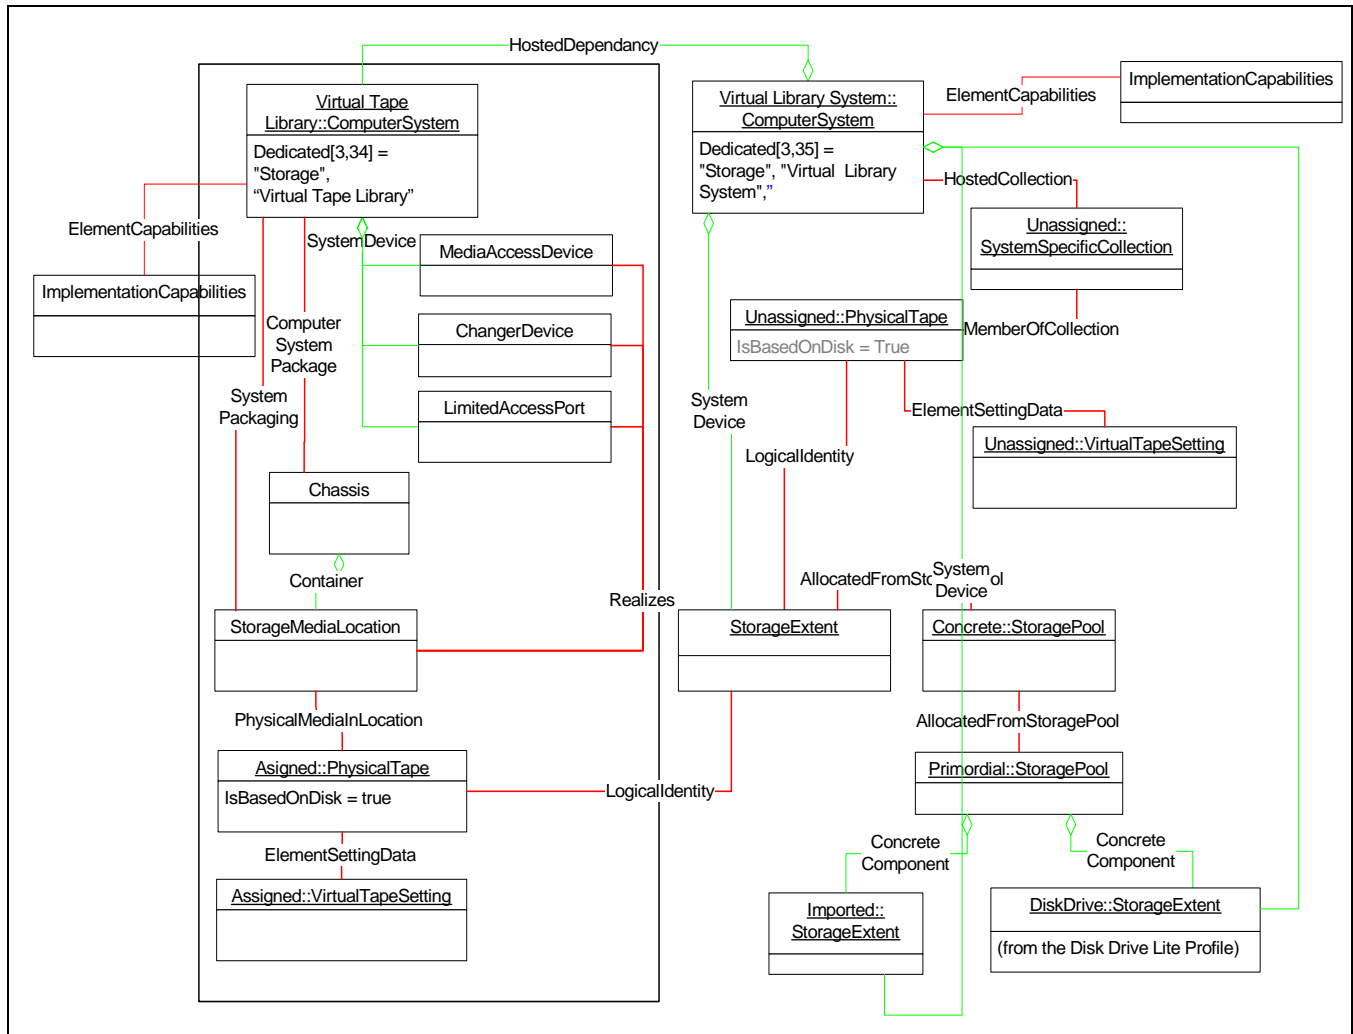 HostedDependancy
Virtual Tape
Library::ComputerSystem
Dedicated[3,34] =
"Storage",
“Virtual Tape Library”
Virtual Library System::
ComputerSystem
Dedicated[3,35] =
"Storage", "Virtual Library
System","
ElementCapabilities
ImplementationCapabilities
HostedCollection
Unassigned::
SystemSpecificCollection
MemberOfCollection
ElementCapabilities
ImplementationCapabilities
SystemDevice
MediaAccessDevice
ChangerDevice
LimitedAccessPort
Computer
System
Package
System
Packaging
Unassigned::PhysicalTape
IsBasedOnDisk = True
System
Device
ElementSettingData
Unassigned::VirtualTapeSetting
LogicalIdentity
Chassis
Container
Realizes
StorageMediaLocation
StorageExtent
AllocatedFromStoragePool
System
Device
Concrete::StoragePool
PhysicalMediaInLocation
AllocatedFromStoragePool
Asigned::PhysicalTape
IsBasedOnDisk = true
LogicalIdentity
Primordial::StoragePool
ElementSettingData
Assigned::VirtualTapeSetting
Concrete
Component
Concrete
Component
Imported::
StorageExtent
DiskDrive::StorageExtent
(from the Disk Drive Lite Profile)